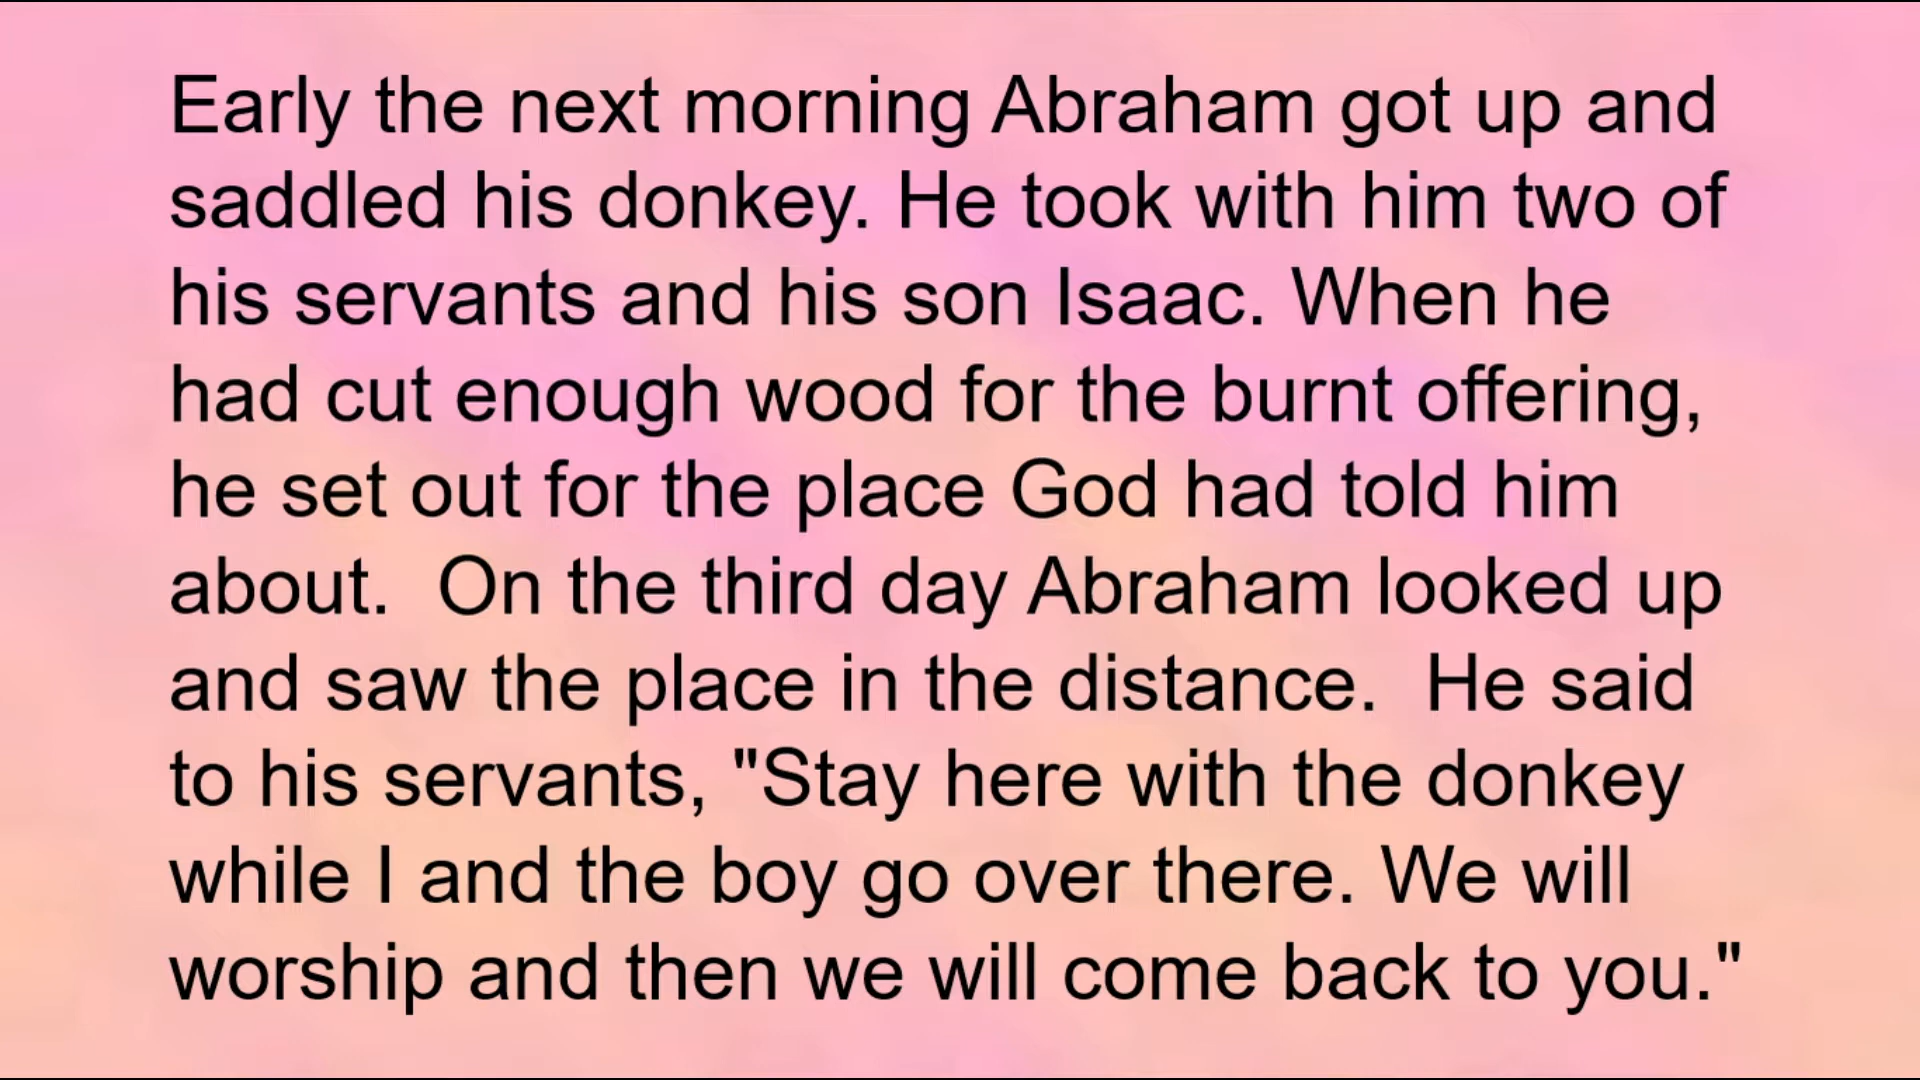 Early the next morning Abraham got up and
saddled his donkey. He took with him two of
his servants and his son Isaac. When he
had cut enough wood for the burnt offering,
he set out for the place God had told him
about.  On the third day Abraham looked up
and saw the place in the distance.  He said
to his servants, "Stay here with the donkey
while I and the boy go over there. We will
worship and then we will come back to you."